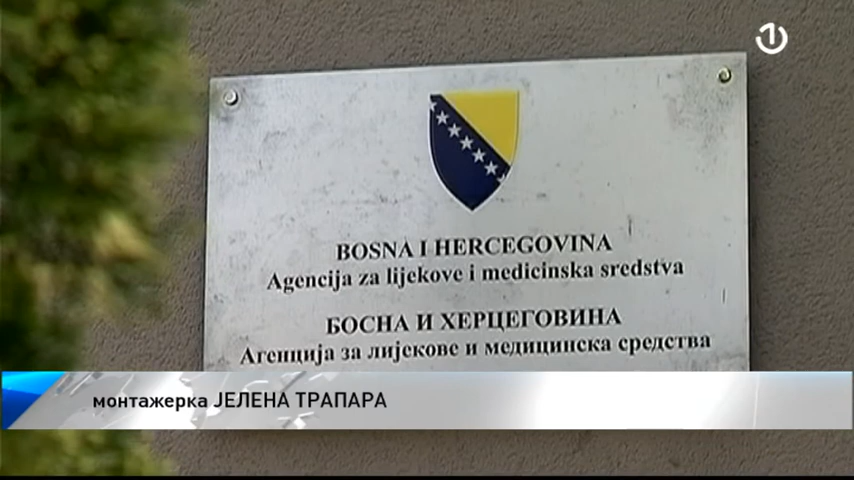 BOSNA I HERCEGOVINA
Agencija za lijekove i medicinska sredstva
БОСНА И ХЕРЦЕГОВИНА
Агенција за лијекове и медицинска средства
монтажерка ЈЕЛЕНА ТРАПАРА